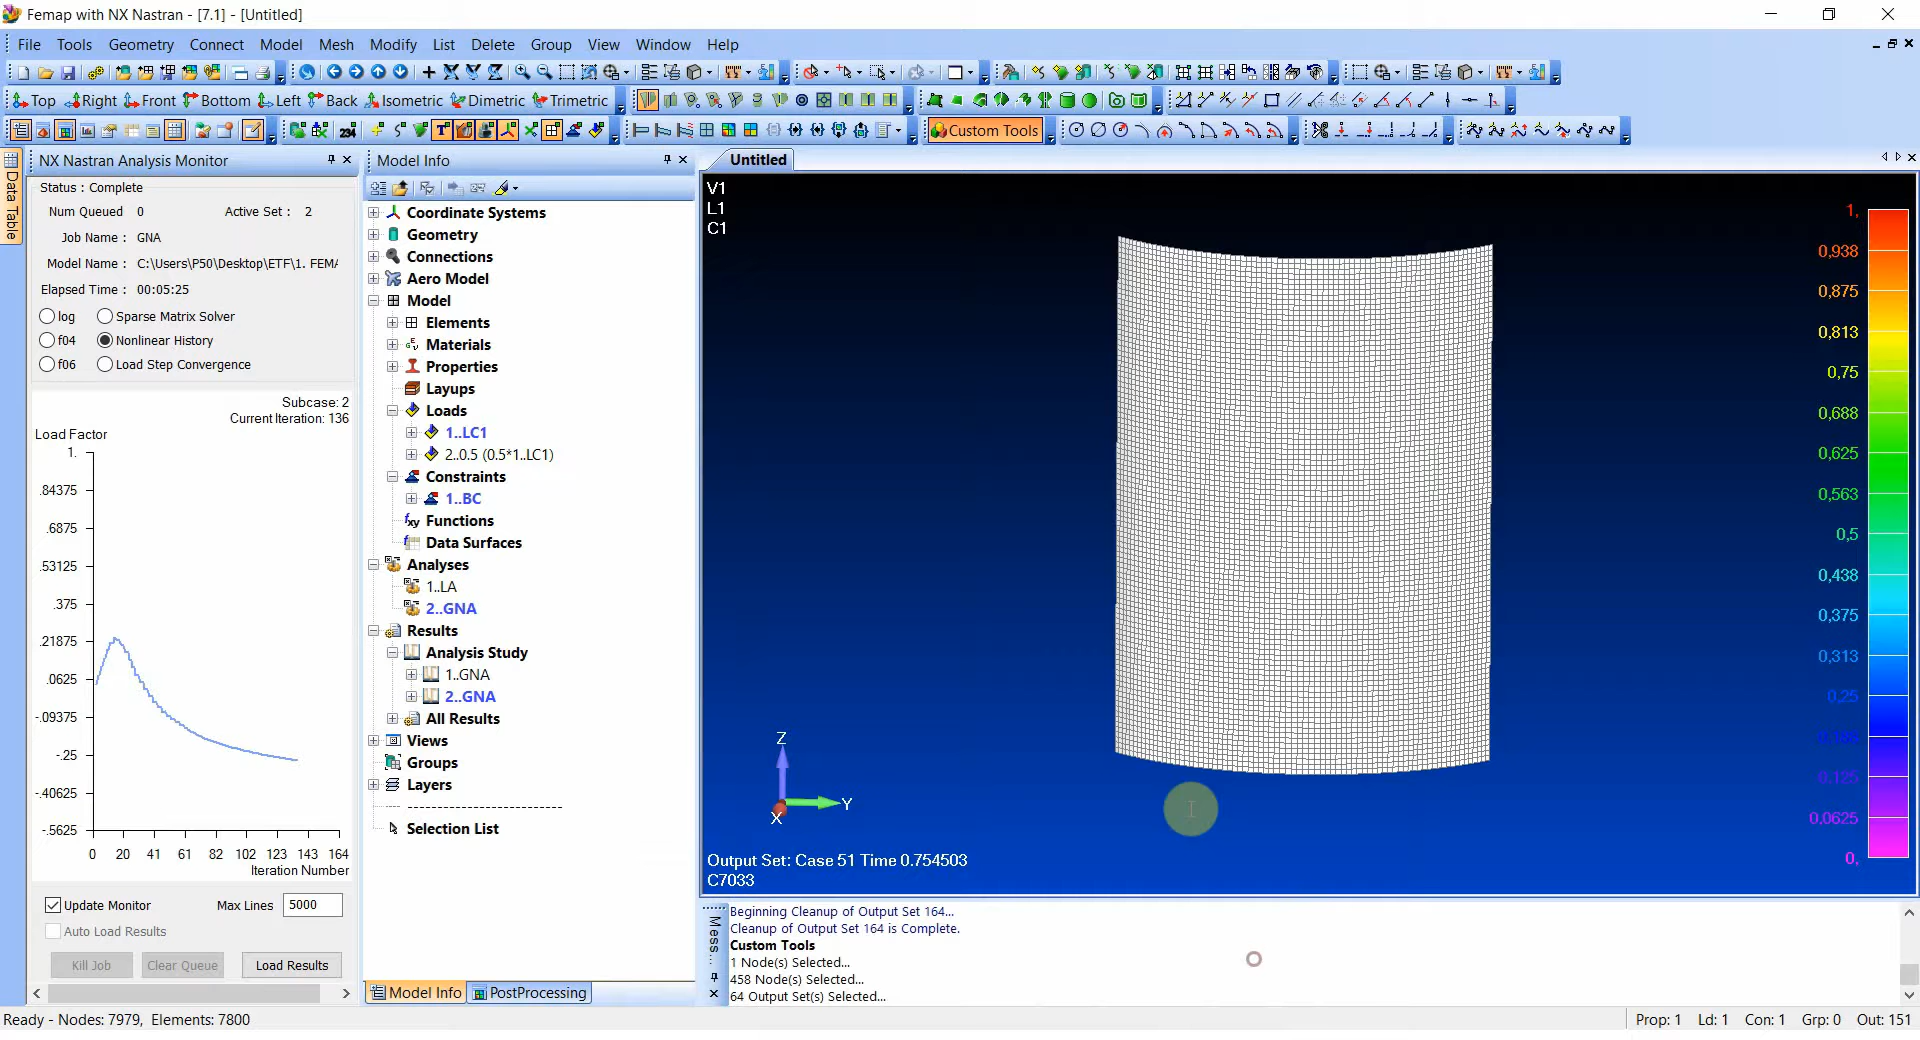 Femap with NX Nastran - [7.1] - [Untitled]
File Tools Geometry Connect Model Mesh Modify List Delete Group View Window Help
Top Right Front Bottom Left Back Isometric Dimetric Trimetric
234 T Custom Tools
Data Table
NX Nastran Analysis Monitor
Status : Complete
Num Queued 0 Active Set : 2
Job Name : GNA
Model Name : C:\Users\P50\Desktop\ETF\1. FEMA
Elapsed Time : 00:05:25
log Sparse Matrix Solver
f04 Nonlinear History
f06 Load Step Convergence
Subcase: 2
Current Iteration: 136
Load Factor
1.
.84375
.6875
.53125
.375
.21875
.0625
-.09375
-.25
-.40625
-.5625
0 20 41 61 82 102 123 143 164
Iteration Number
Update Monitor Max Lines 5000
Auto Load Results
Kill Job Clear Queue Load Results
Model Info
Coordinate Systems
Geometry
Connections
Aero Model
Model
Elements
Materials
Properties
Layups
Loads
1..LC1
2..0.5 (0.5*1..LC1)
Constraints
1..BC
Functions
Data Surfaces
Analyses
1..LA
2..GNA
Results
Analysis Study
1..GNA
2..GNA
All Results
Views
Groups
Layers
Selection List
Model Info PostProcessing
Untitled
V1
L1
C1
1,
0,938
0,875
0,813
0,75
0,688
0,625
0,563
0,5
0,438
0,375
0,313
0,25
0,188
0,125
0,0625
0,
Z
Y
X
Output Set: Case 51 Time 0.754503
C7033
Mess...
Beginning Cleanup of Output Set 164...
Cleanup of Output Set 164 is Complete.
Custom Tools
1 Node(s) Selected...
458 Node(s) Selected...
64 Output Set(s) Selected...
Ready - Nodes: 7979, Elements: 7800 Prop: 1 Ld: 1 Con: 1 Grp: 0 Out: 151